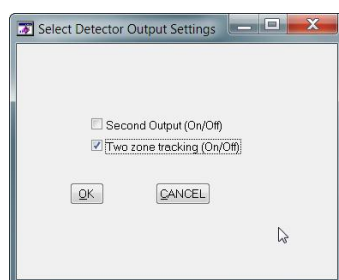 Select Detector Output Settings
Second Output (On/Off)
Two zone tracking (On/Off)
OK
CANCEL